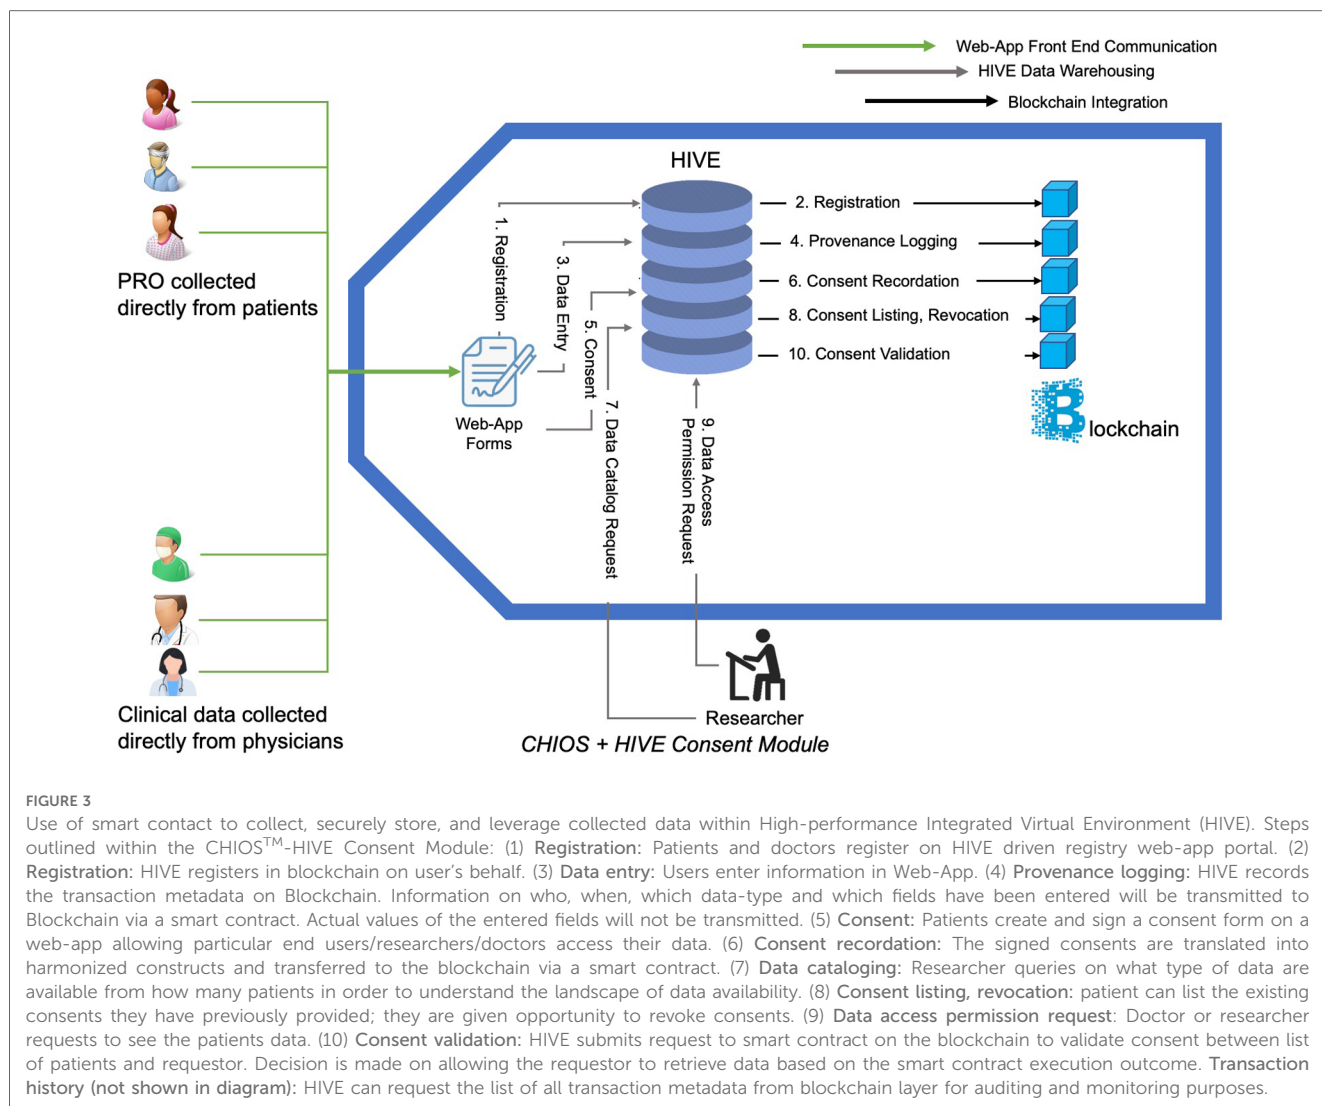 Web-App Front End Communication
HIVE Data Warehousing
Blockchain Integration
PRO collected
directly from patients
HIVE
1. Registration
3. Data Entry
5. Consent
7. Data Catalog Request
9. Data Access
Permission Request
2. Registration
4. Provenance Logging
6. Consent Recordation
8. Consent Listing, Revocation
10. Consent Validation
Web-App
Forms
Blockchain
Clinical data collected
directly from physicians
Researcher
CHIOS + HIVE Consent Module
FIGURE 3
Use of smart contact to collect, securely store, and leverage collected data within High-performance Integrated Virtual Environment (HIVE). Steps
outlined within the CHIOS™-HIVE Consent Module: (1) Registration: Patients and doctors register on HIVE driven registry web-app portal. (2)
Registration: HIVE registers in blockchain on user's behalf. (3) Data entry: Users enter information in Web-App. (4) Provenance logging: HIVE records
the transaction metadata on Blockchain. Information on who, when, which data-type and which fields have been entered will be transmitted to
Blockchain via a smart contract. Actual values of the entered fields will not be transmitted. (5) Consent: Patients create and sign a consent form on a
web-app allowing particular end users/researchers/doctors access their data. (6) Consent recordation: The signed consents are translated into
harmonized constructs and transferred to the blockchain via a smart contract. (7) Data cataloging: Researcher queries on what type of data are
available from how many patients in order to understand the landscape of data availability. (8) Consent listing, revocation: patient can list the existing
consents they have previously provided; they are given opportunity to revoke consents. (9) Data access permission request: Doctor or researcher
requests to see the patients data. (10) Consent validation: HIVE submits request to smart contract on the blockchain to validate consent between list
of patients and requestor. Decision is made on allowing the requestor to retrieve data based on the smart contract execution outcome. Transaction
history (not shown in diagram): HIVE can request the list of all transaction metadata from blockchain layer for auditing and monitoring purposes.